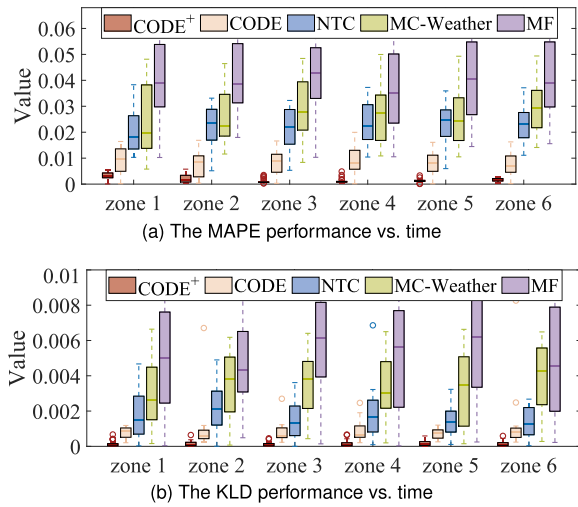 0.06
CODE+ CODE NTC MC-Weather MF
0.05
0.04
0.03
0.02
0.01
0
Value
zone 1 zone 2 zone 3 zone 4 zone 5 zone 6
(a) The MAPE performance vs. time
0.01
CODE+ CODE NTC MC-Weather MF
0.008
0.006
0.004
0.002
0
Value
zone 1 zone 2 zone 3 zone 4 zone 5 zone 6
(b) The KLD performance vs. time